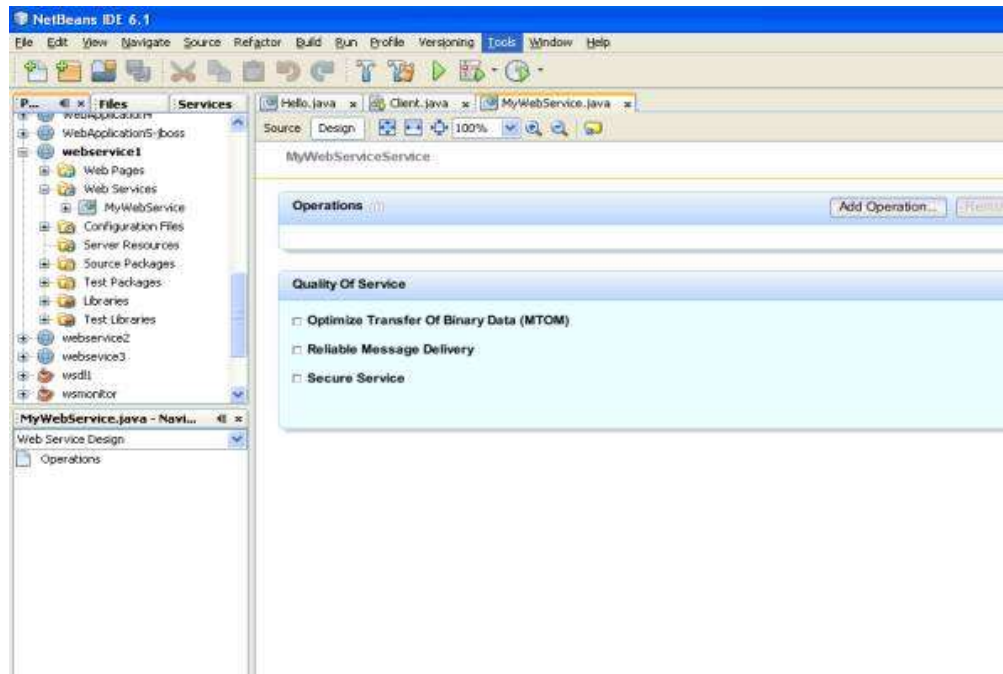 NetBeans IDE 6.1
File Edit View Navigate Source Refactor Build Run Profile Versioning Tools Window Help
P... Files Services
WebApplication5-jboss
webservice1
Web Pages
Web Services
MyWebService
Configuration Files
Server Resources
Source Packages
Test Packages
Libraries
Test Libraries
webservice2
websevice3
wsdl1
wsmonitor
MyWebService.java - Navi...
Web Service Design
Operations
Hello.java Client.java MyWebService.java
Source Design 100%
MyWebServiceService
Operations Add Operation...
Quality Of Service
Optimize Transfer Of Binary Data (MTOM)
Reliable Message Delivery
Secure Service